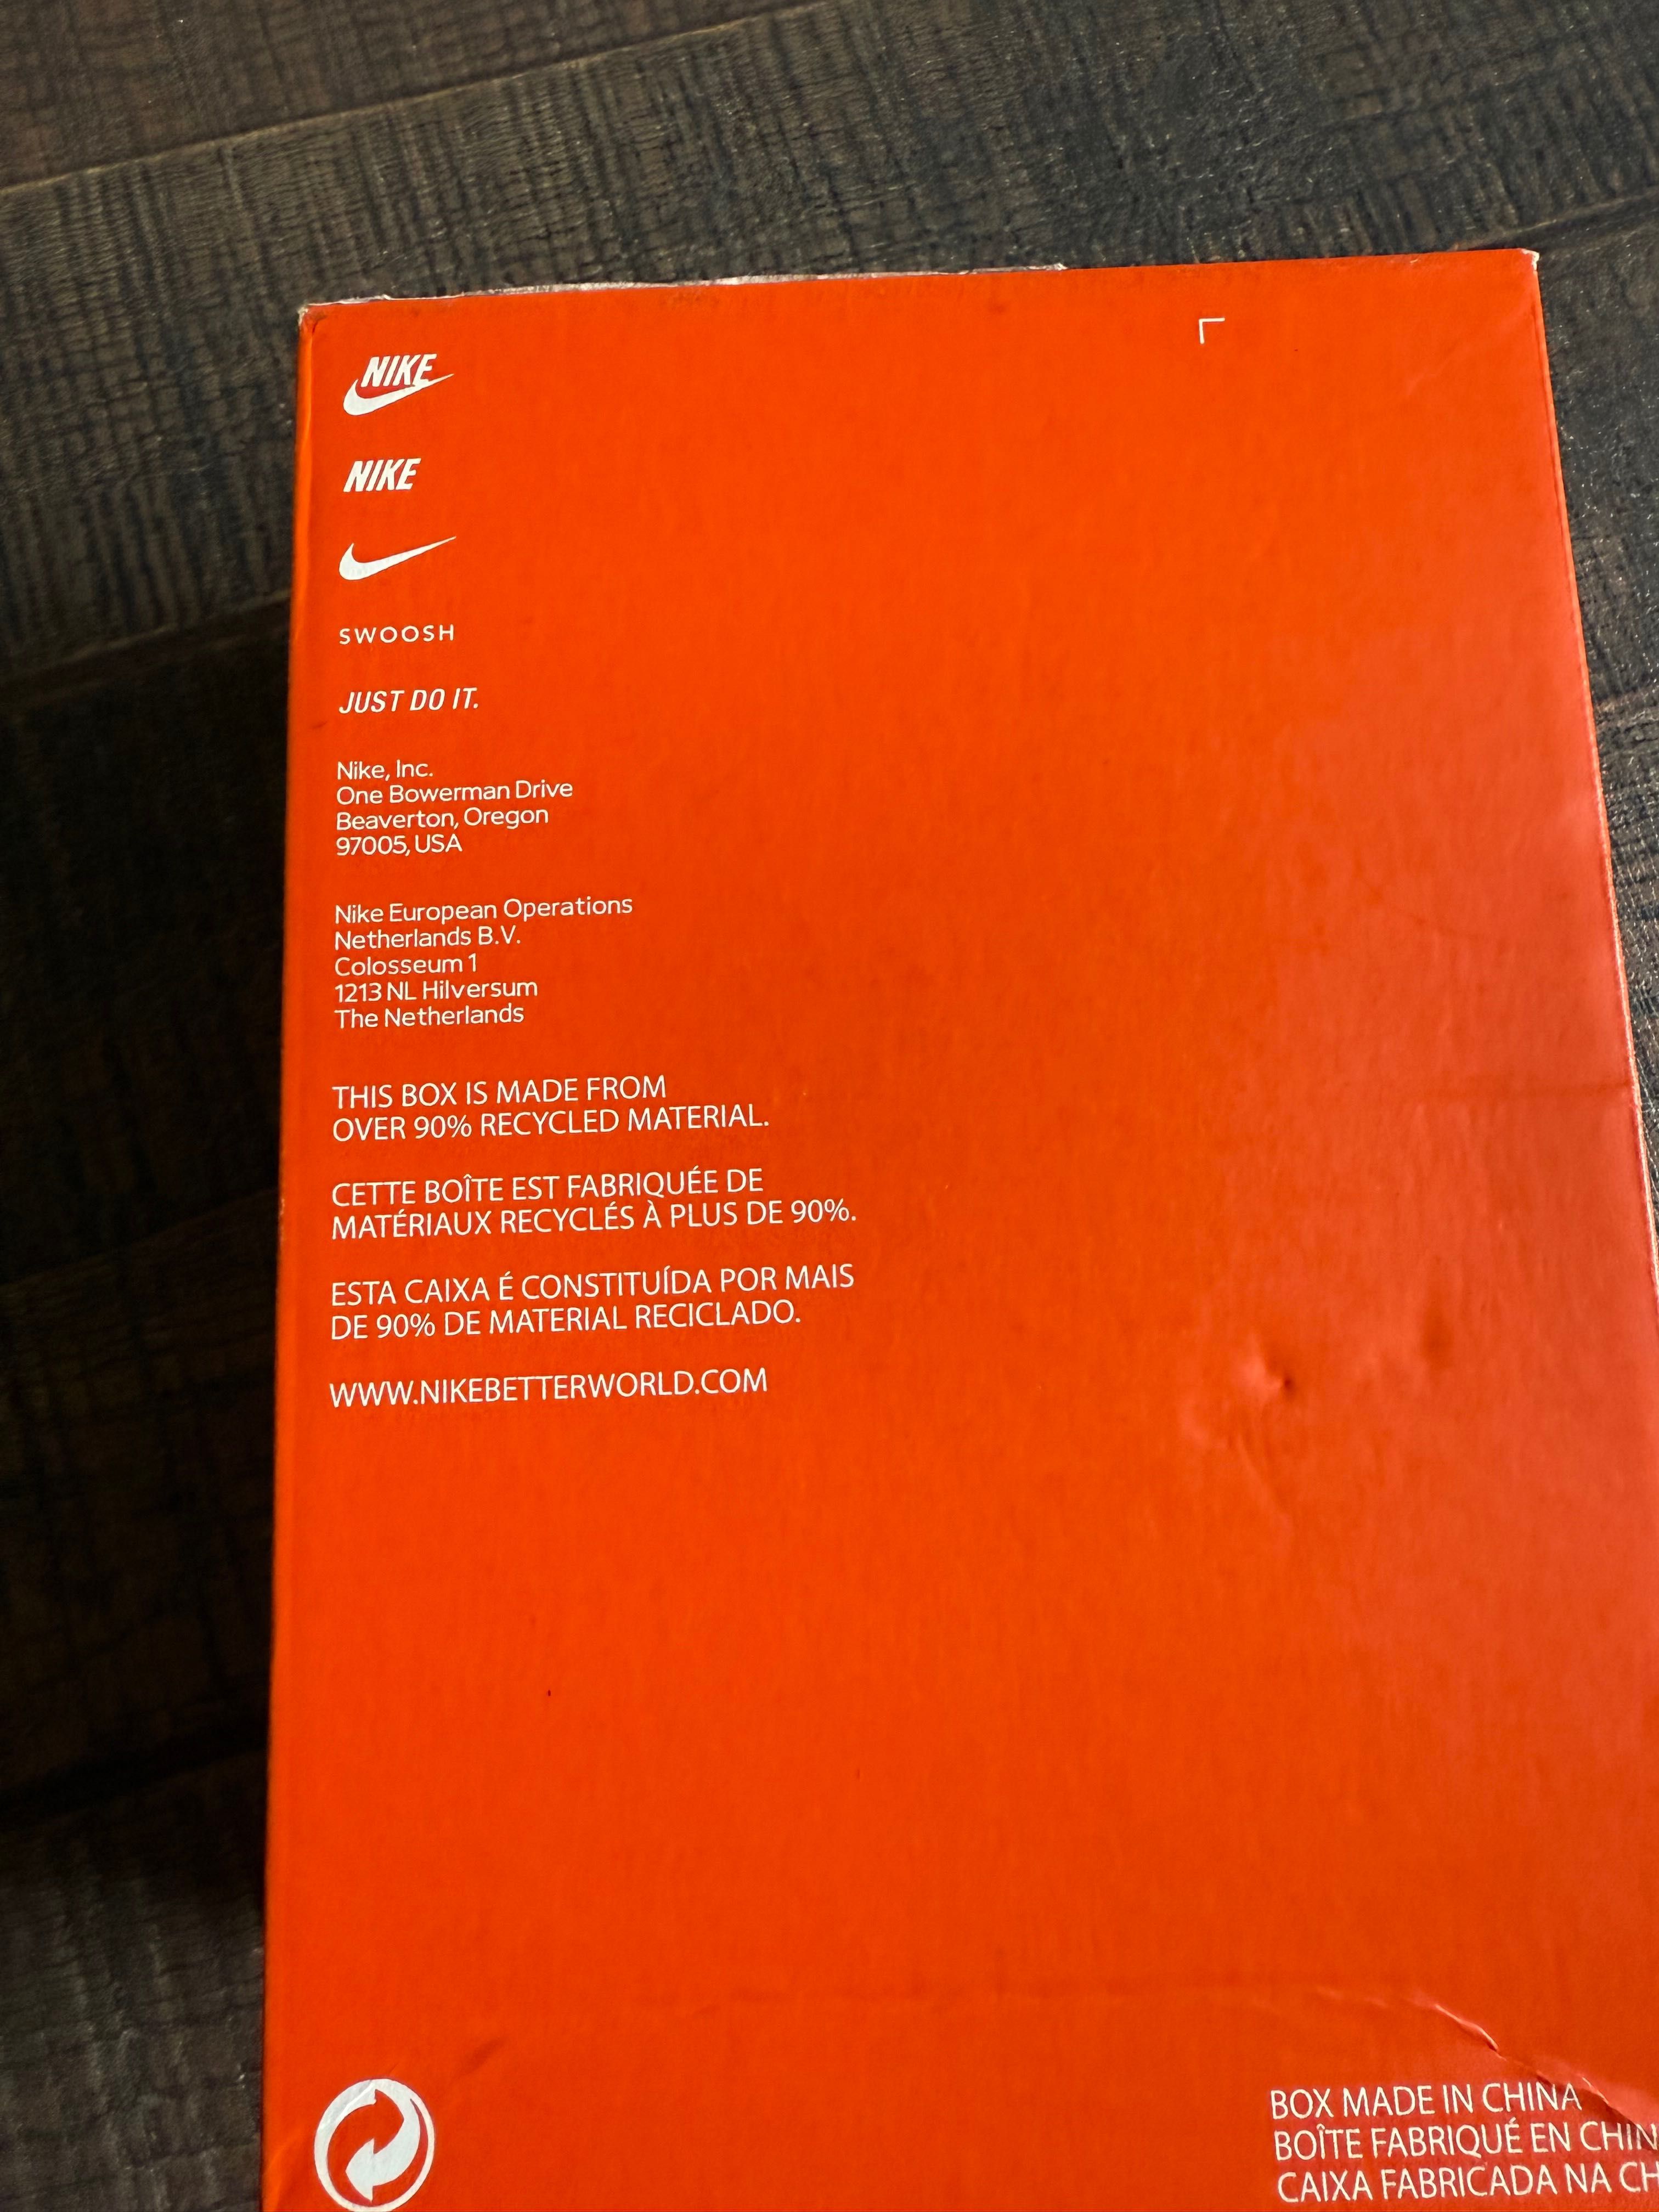 NIKE
NIKE
SWOOSH
JUST DO IT.
Nike, Inc.
One Bowerman Drive
Beaverton, Oregon
97005, USA
Nike European Operations
Netherlands B.V.
Colosseum 1
1213 NL Hilversum
The Netherlands
THIS BOX IS MADE FROM
OVER 90% RECYCLED MATERIAL.
CETTE BOÎTE EST FABRIQUÉE DE
MATÉRIAUX RECYCLÉS À PLUS DE 90%.
ESTA CAIXA É CONSTITUÍDA POR MAIS
DE 90% DE MATERIAL RECICLADO.
WWW.NIKEBETTERWORLD.COM
BOX MADE IN CHINA
BOÎTE FABRIQUÉ EN CHIN
CAIXA FABRICADA NA CH